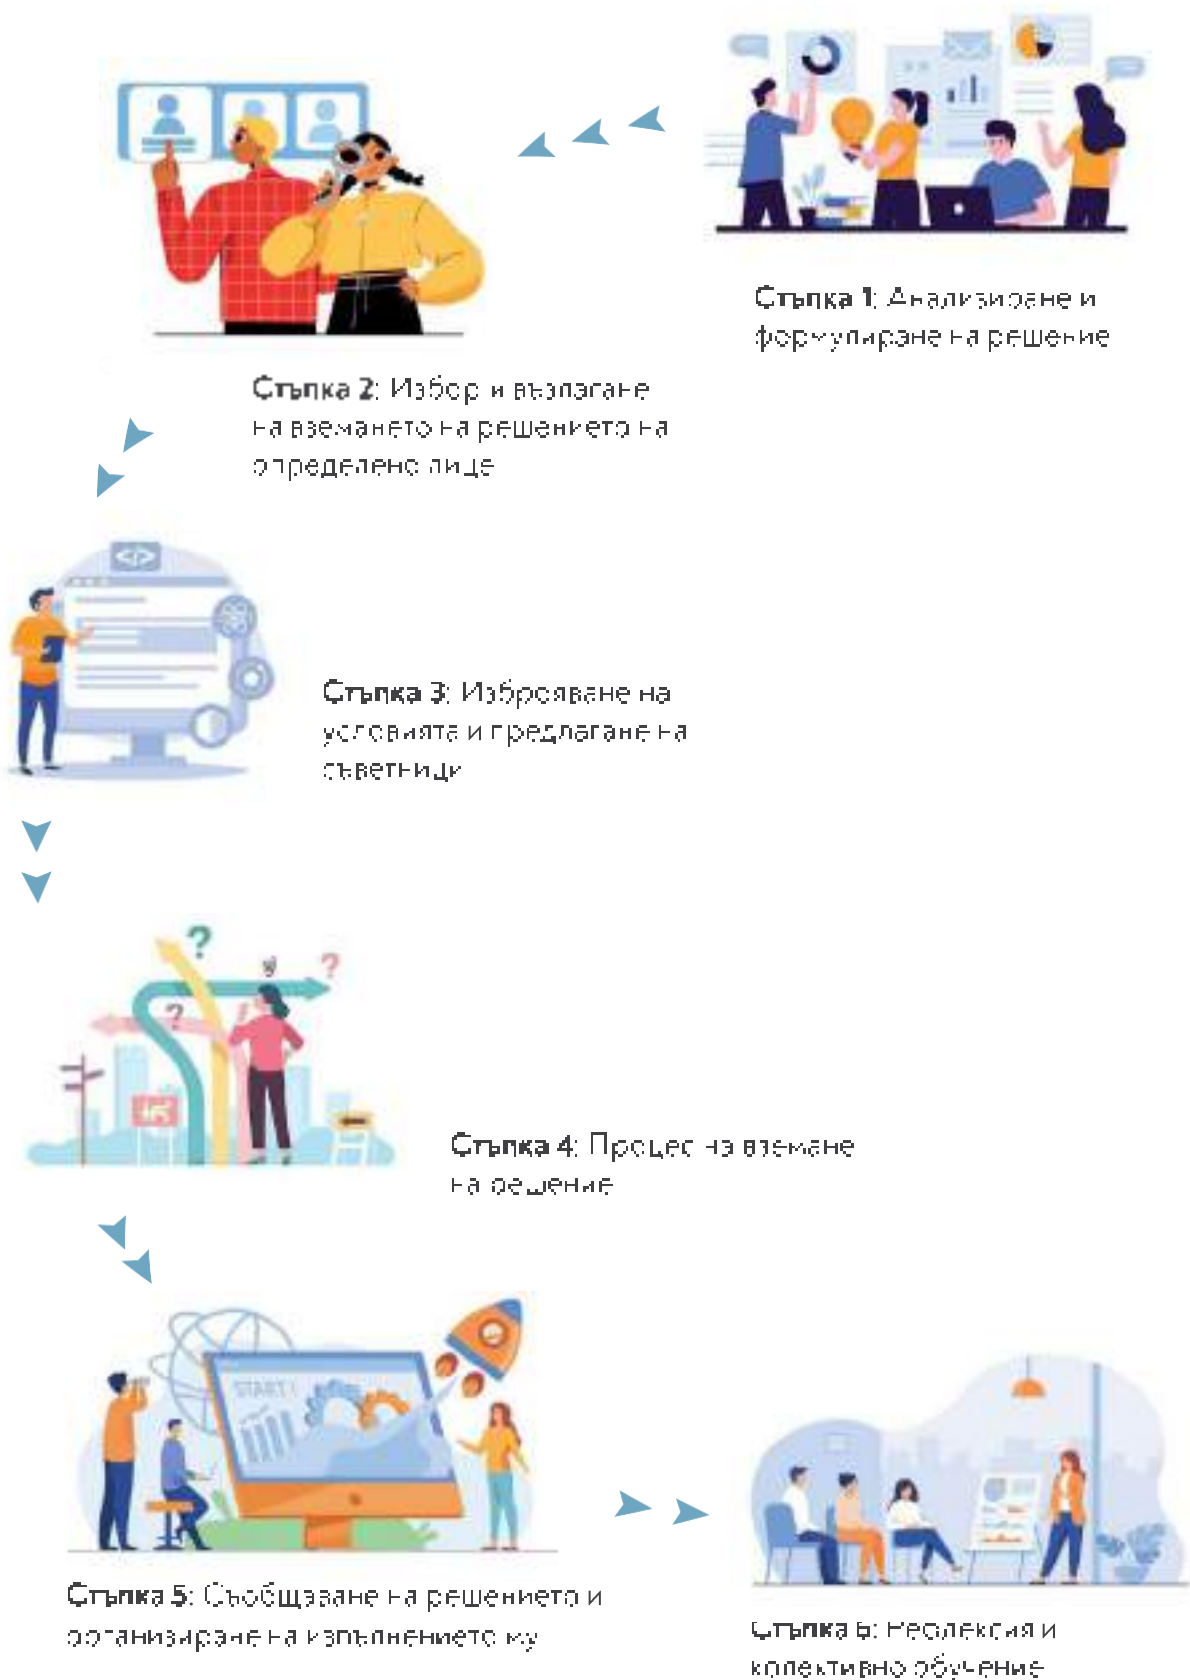 Стъпка 1: Анализиране и
формулиране на решение
Стъпка 2: Избор и възлагане
на вземането на решението на
определено лице
Стъпка 3: Изброяване на
условията и предлагане на
съветници
?
?
?
Стъпка 4: Процес на вземане
на решение
START!
Стъпка 5: Съобщаване на решението и
организиране на изпълнението му
Стъпка 6: Рефлексия и
колективно обучение